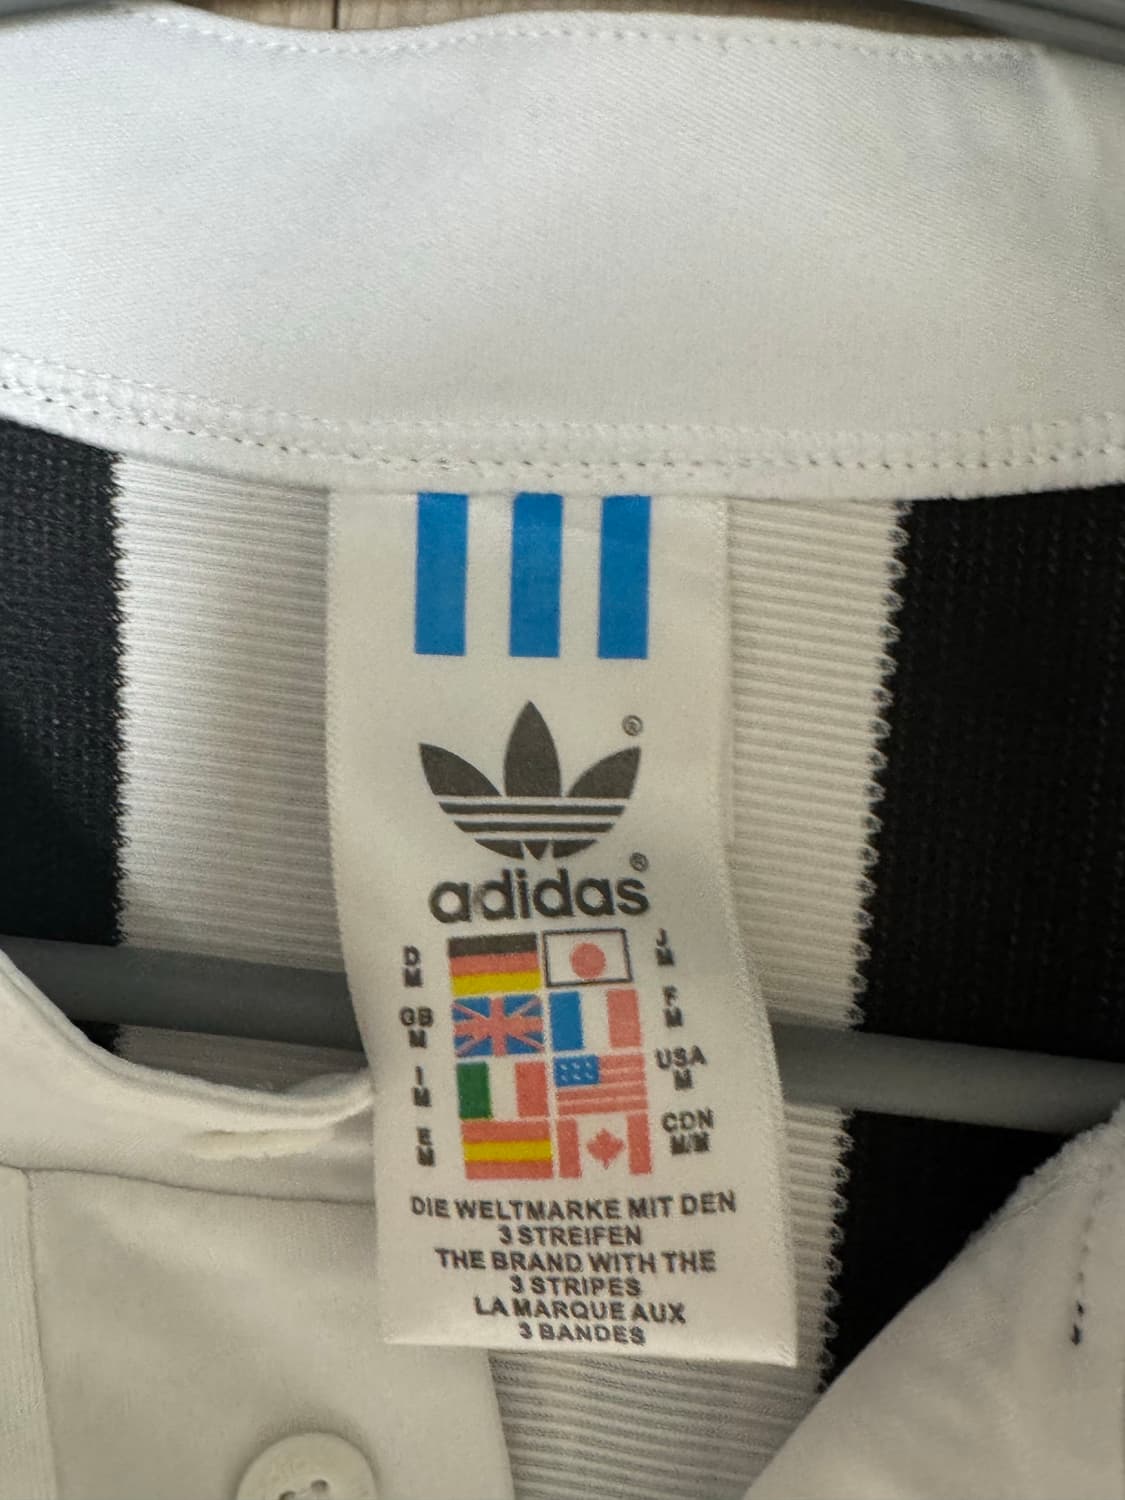 ®
adidas®
D
M
J
M
GB
M
F
M
I
M
USA
M
E
M
CDN
M/M
DIE WELTMARKE MIT DEN
3 STREIFEN
THE BRAND WITH THE
3 STRIPES
LA MARQUE AUX
3 BANDES